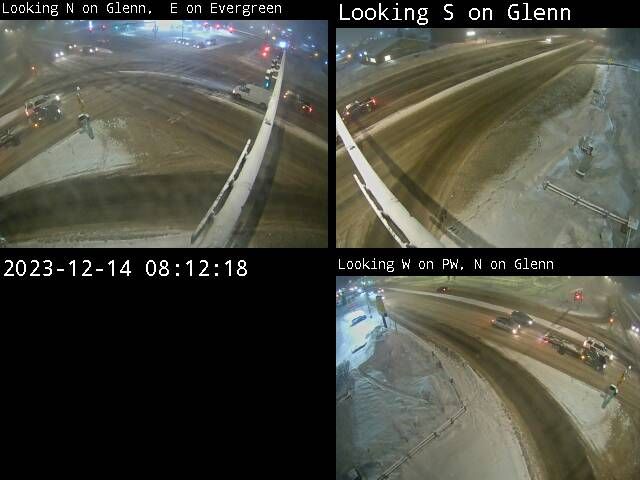 Looking N on Glenn, E on Evergreen
Looking S on Glenn
2023-12-14 08:12:18
Looking W on PW, N on Glenn